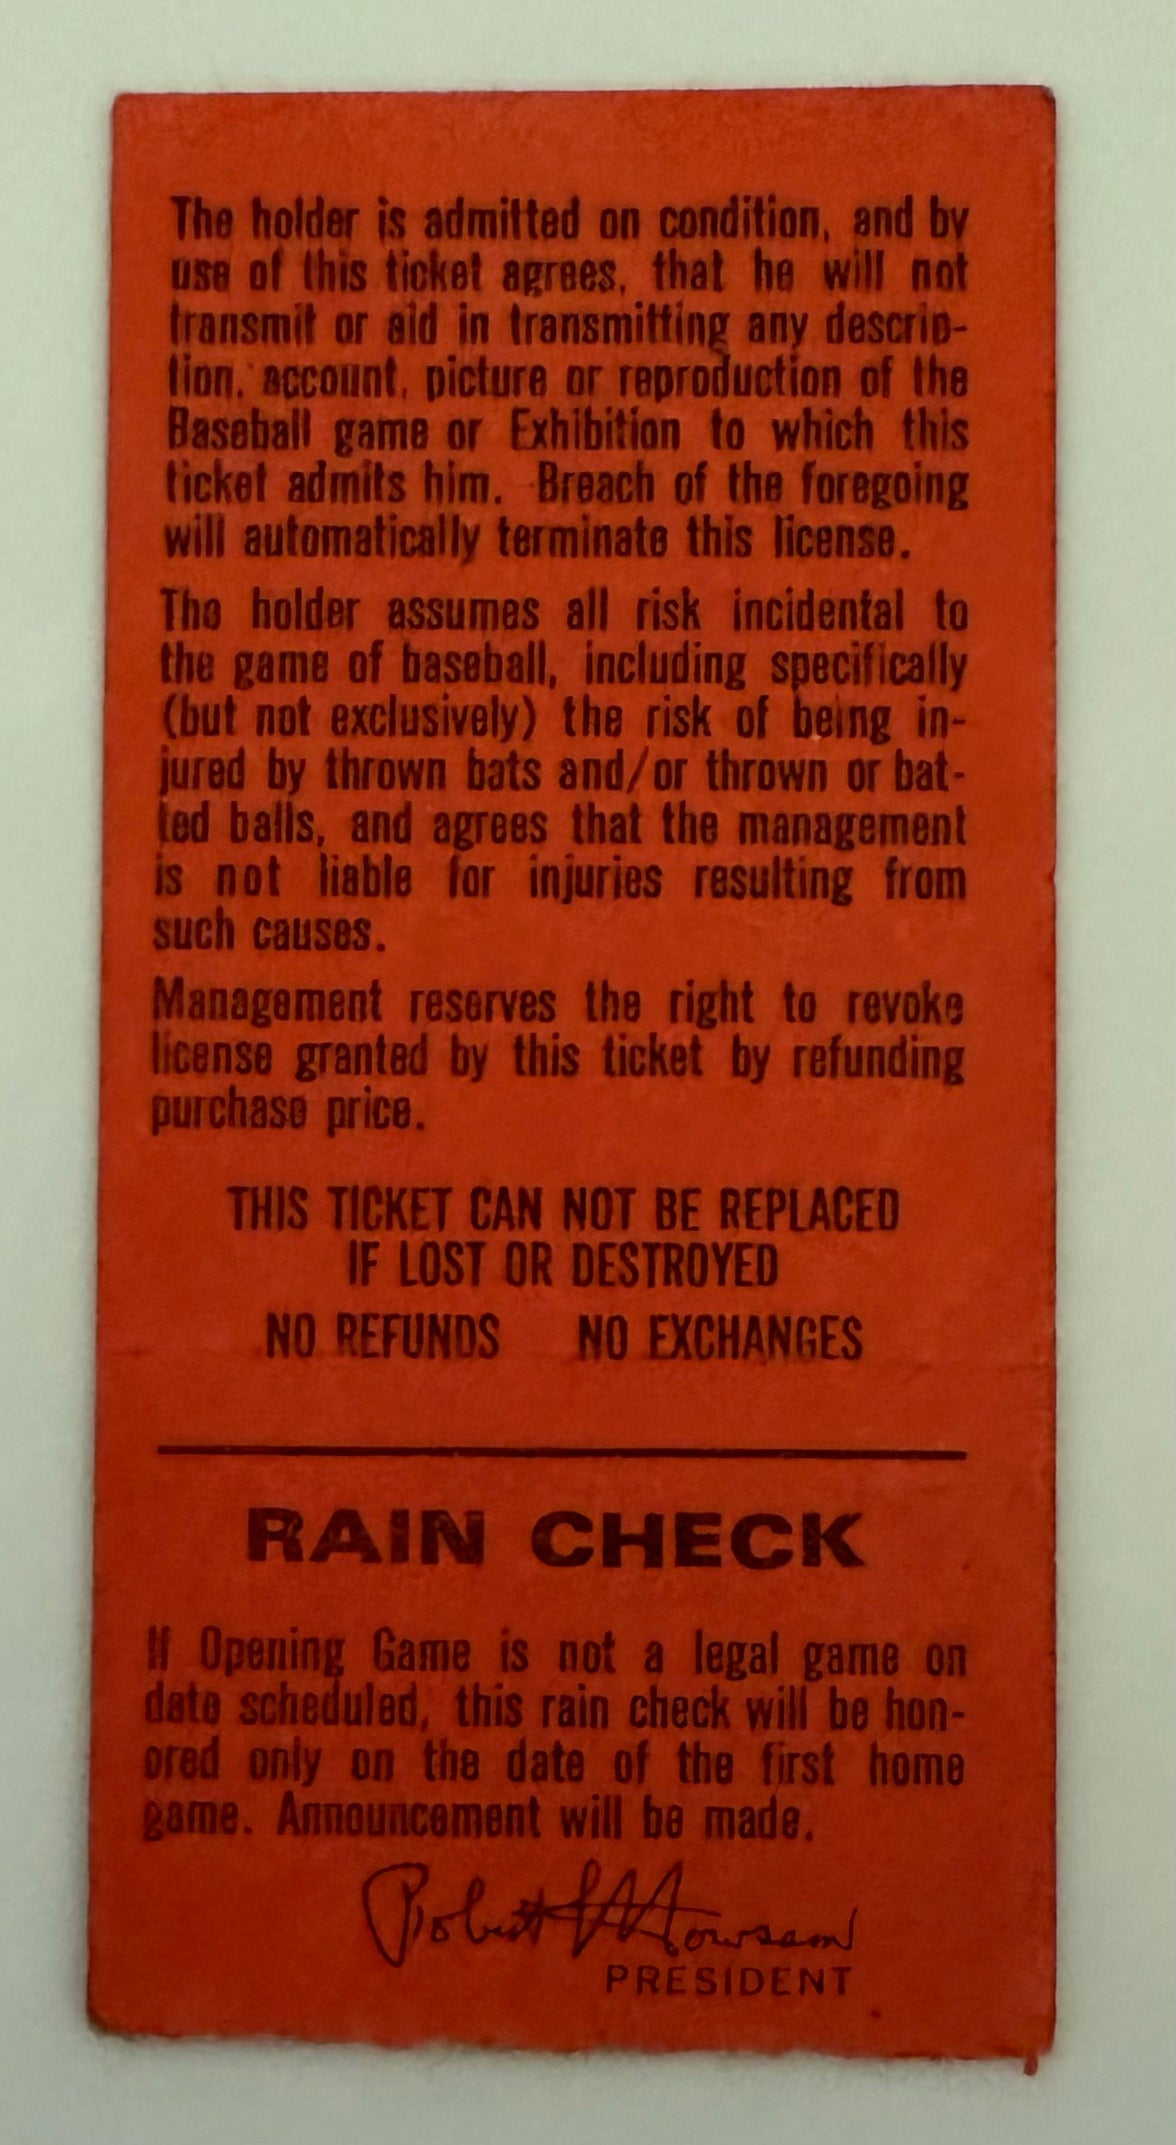 The holder is admitted on condition, and by
use of this ticket agrees, that he will not
transmit or aid in transmitting any descrip-
tion, account, picture or reproduction of the
Baseball game or Exhibition to which this
ticket admits him. Breach of the foregoing
will automatically terminate this license.
The holder assumes all risk incidental to
the game of baseball, including specifically
(but not exclusively) the risk of being in-
jured by thrown bats and/or thrown or bat-
ted balls, and agrees that the management
is not liable for injuries resulting from
such causes.
Management reserves the right to revoke
license granted by this ticket by refunding
purchase price.
THIS TICKET CAN NOT BE REPLACED
IF LOST OR DESTROYED
NO REFUNDS NO EXCHANGES
RAIN CHECK
If Opening Game is not a legal game on
date scheduled, this rain check will be hon-
ored only on the date of the first home
game. Announcement will be made.
Robert L Howsam
PRESIDENT